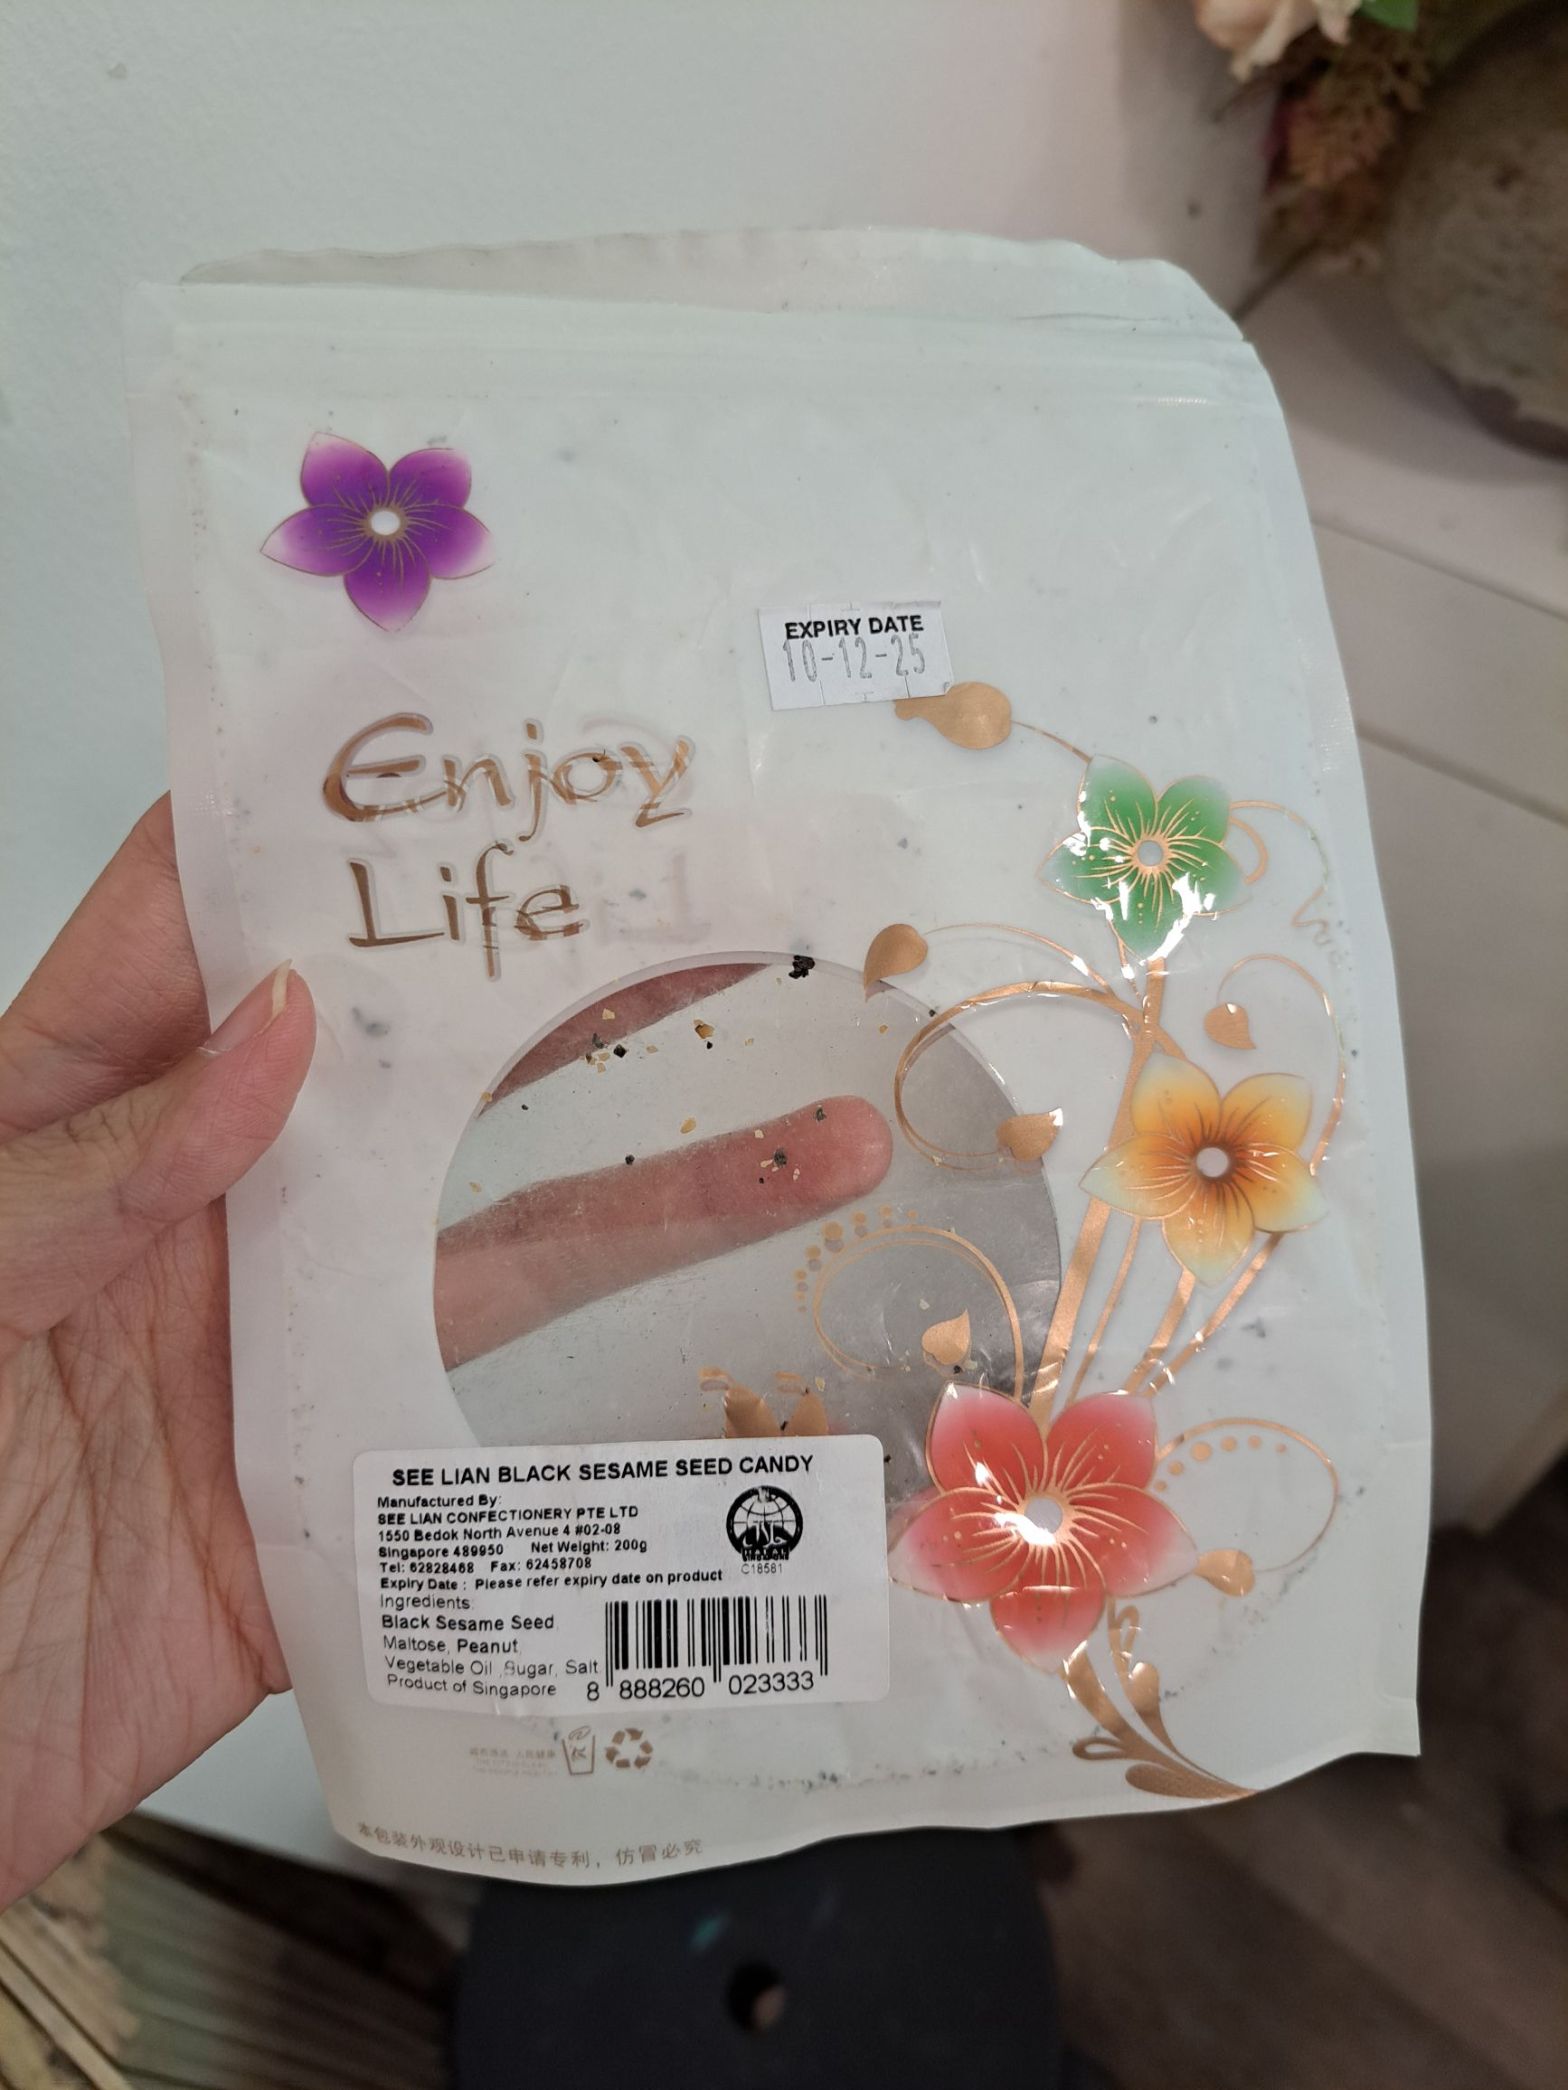 EXPIRY DATE
10-12-25
Enjoy
Life
SEE LIAN BLACK SESAME SEED CANDY
Manufactured By:
SEE LIAN CONFECTIONERY PTE LTD
1550 Bedok North Avenue 4 #02-08
Singapore 489950 Net Weight: 200g
Tel: 62828468 Fax: 62458708
Expiry Date : Please refer expiry date on product
HALAL
SINGAPORE
C18581
Ingredients:
Black Sesame Seed
Maltose, Peanut,
Vegetable Oil ,Sugar, Salt
Product of Singapore
8 888260 023333
本包装外观设计已申请专利，仿冒必究